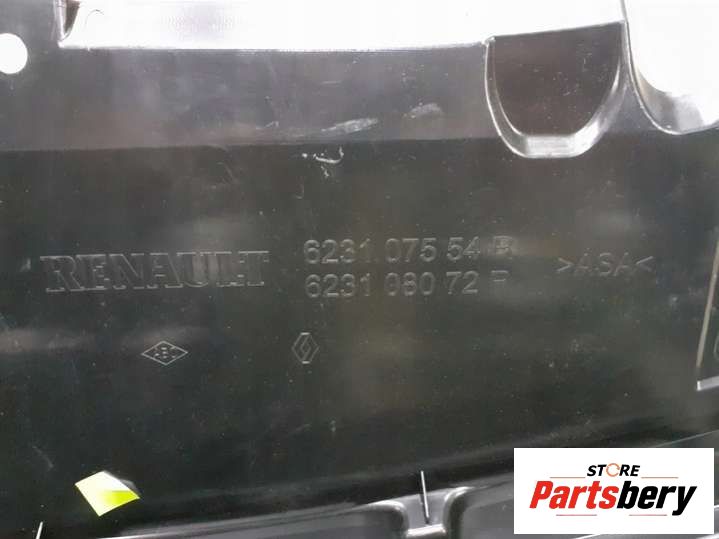 RENAULT
6231 075 54 R
6231 080 72 R
>ASA<
STORE
Partsbery